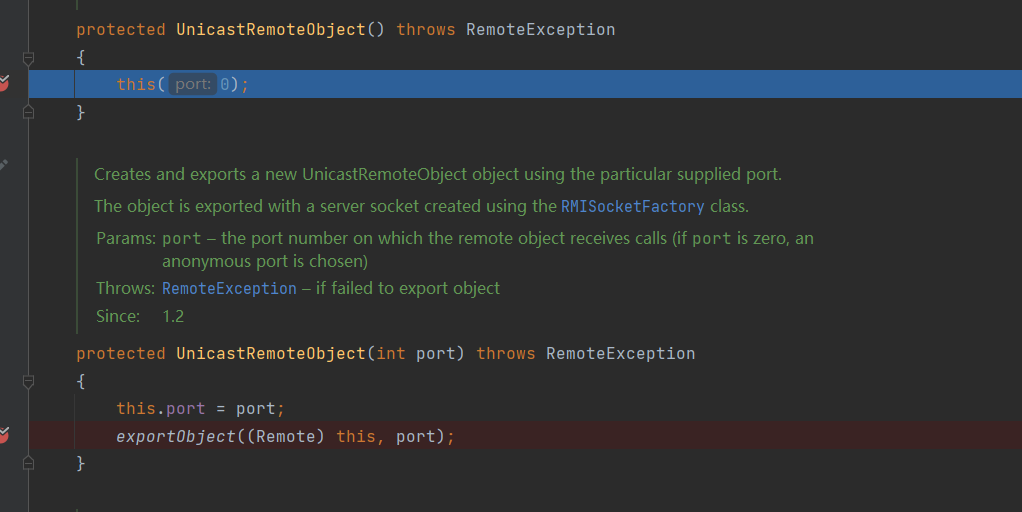 protected UnicastRemoteObject() throws RemoteException
{
this( port: 0);
}
Creates and exports a new UnicastRemoteObject object using the particular supplied port.
The object is exported with a server socket created using the RMISocketFactory class.
Params: port – the port number on which the remote object receives calls (if port is zero, an
anonymous port is chosen)
Throws: RemoteException – if failed to export object
Since: 1.2
protected UnicastRemoteObject(int port) throws RemoteException
{
this.port = port;
exportObject((Remote) this, port);
}